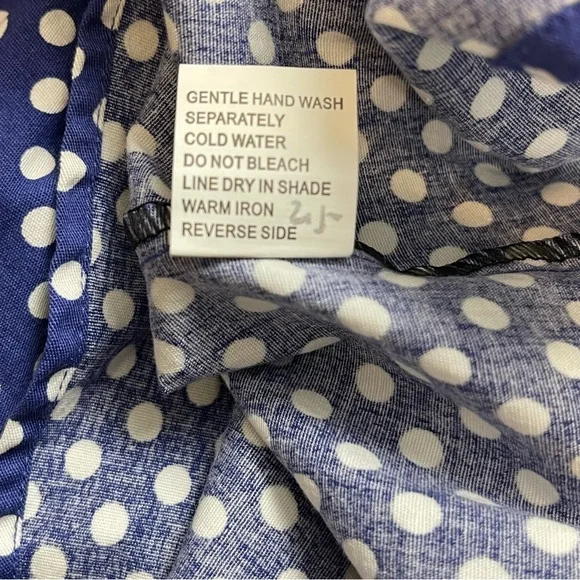 GENTLE HAND WASH
SEPARATELY
COLD WATER
DO NOT BLEACH
LINE DRY IN SHADE
WARM IRON
REVERSE SIDE